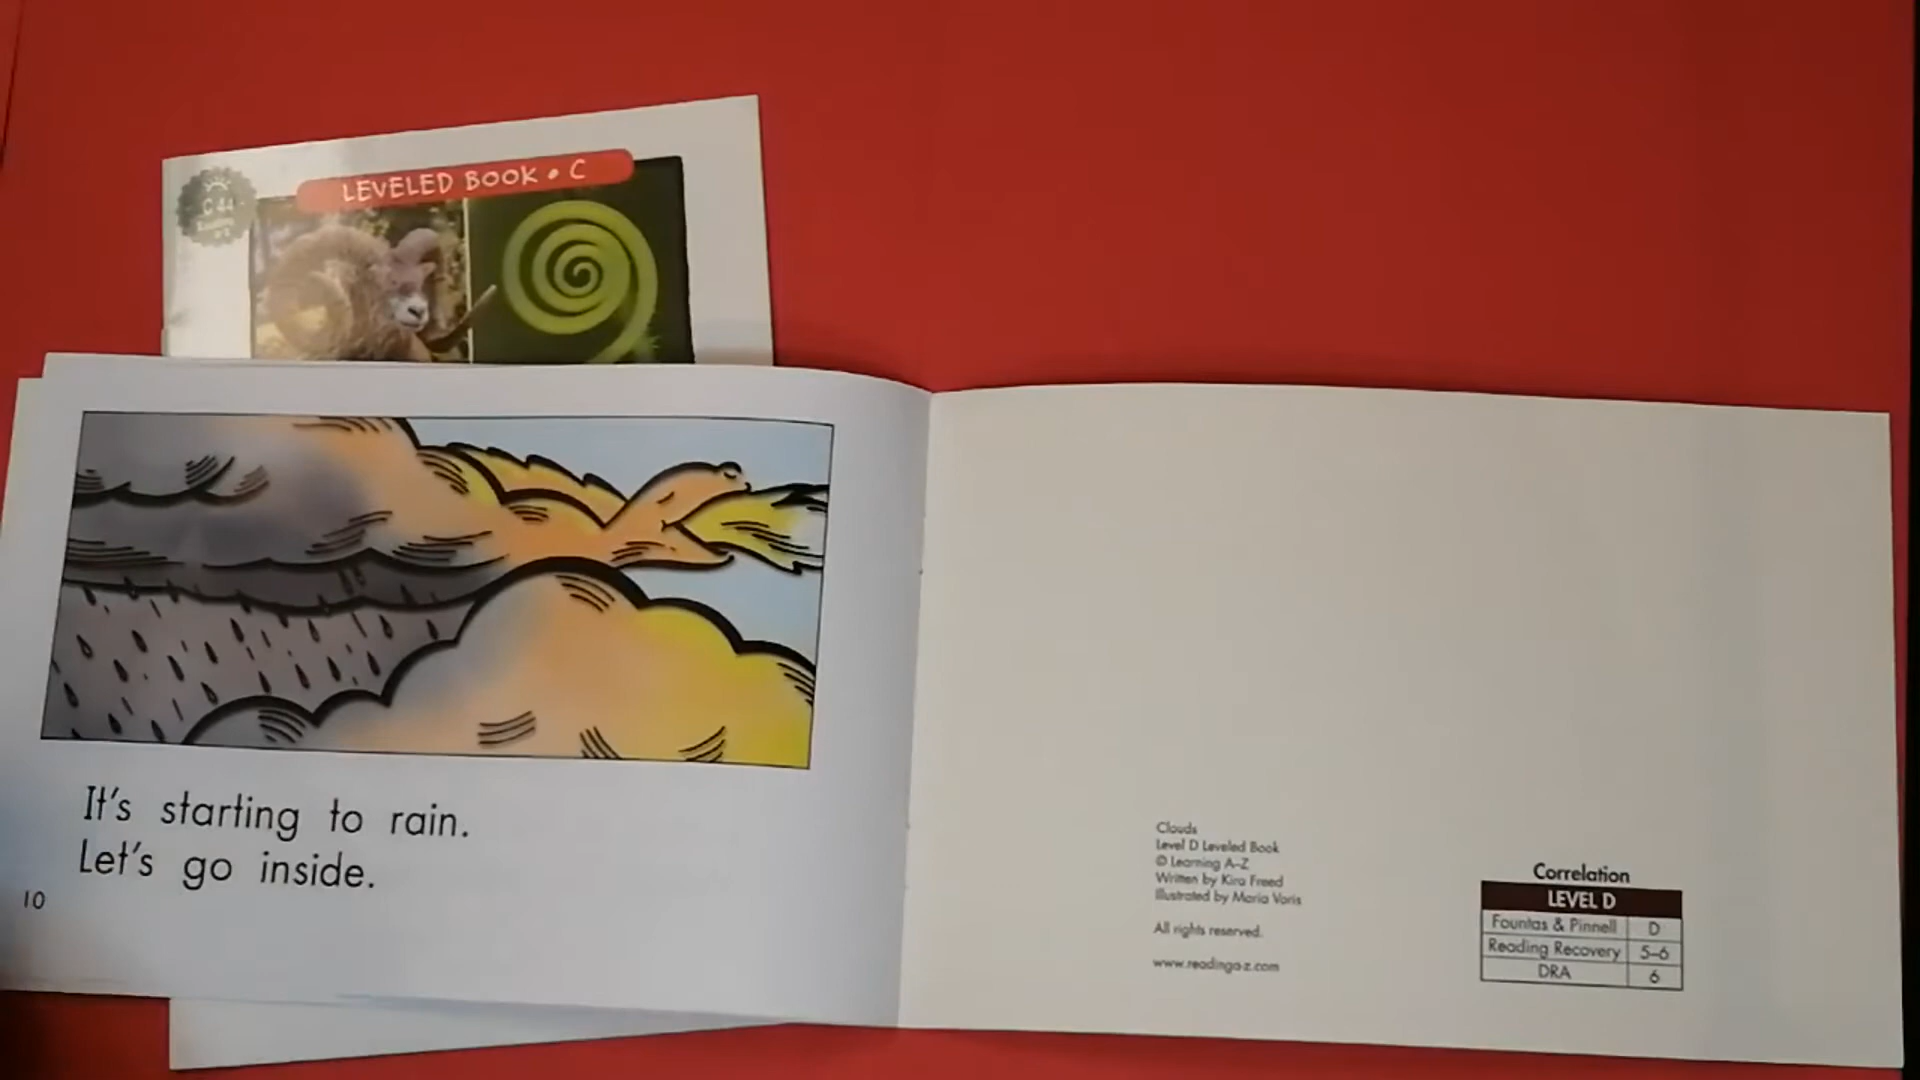 LEVELED BOOK • C
C 44
It's starting to rain.
Let's go inside.
10
Clouds
Level D Leveled Book
© Learning A–Z
Written by Kira Freed
Illustrated by Maria Voris
All rights reserved.
www.readinga-z.com
Correlation
LEVEL D
Fountas & Pinnell D
Reading Recovery 5–6
DRA 6